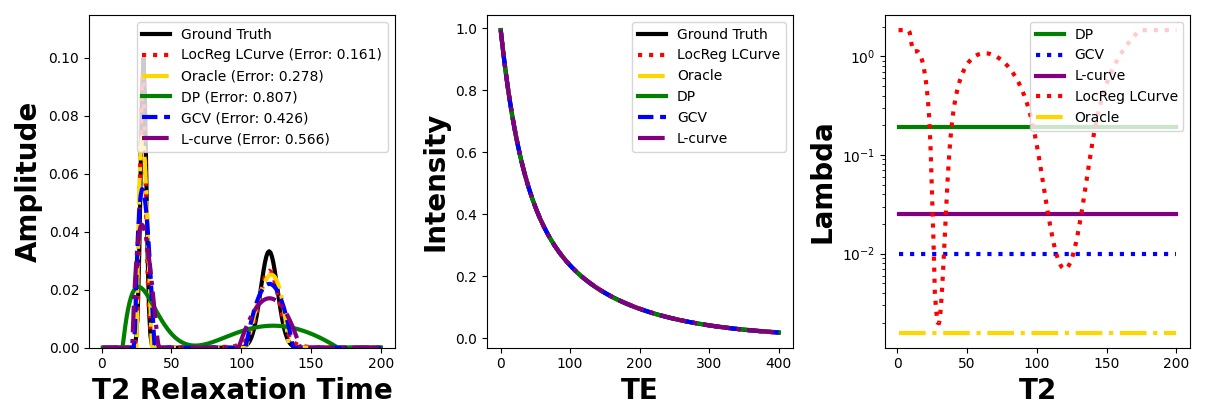 Amplitude
0.10
0.08
0.06
0.04
0.02
0.00
0
50
100
150
200
T2 Relaxation Time
Ground Truth
LocReg LCurve (Error: 0.161)
Oracle (Error: 0.278)
DP (Error: 0.807)
GCV (Error: 0.426)
L-curve (Error: 0.566)
Intensity
1.0
0.8
0.6
0.4
0.2
0.0
0
100
200
300
400
TE
Ground Truth
LocReg LCurve
Oracle
DP
GCV
L-curve
Lambda
10⁰
10⁻¹
10⁻²
0
50
100
150
200
T2
DP
GCV
L-curve
LocReg LCurve
Oracle